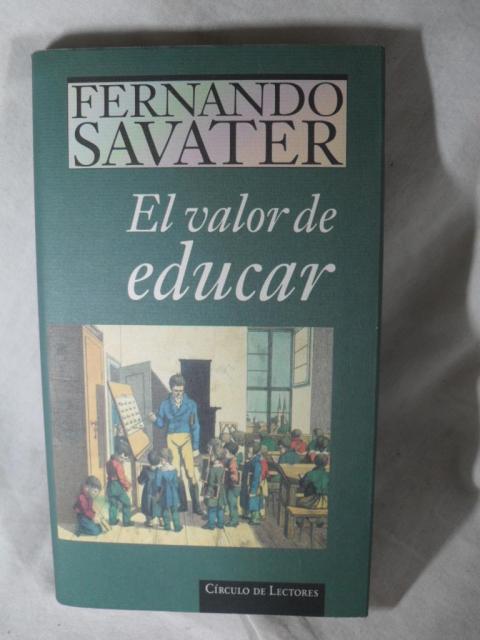 FERNANDO
SAVATER
El valor de
educar
CÍRCULO DE LECTORES